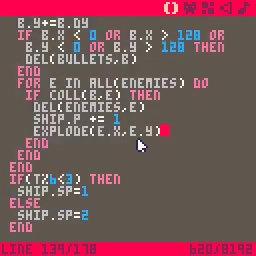 B.Y+=B.DY
IF B.X < 0 OR B.X > 128 OR
B.Y < 0 OR B.Y > 128 THEN
DEL(BULLETS,B)
END
FOR E IN ALL(ENEMIES) DO
IF COLL(B,E) THEN
DEL(ENEMIES,E)
SHIP.P += 1
EXPLODE(E.X,E.Y)
END
END
END
IF(T%6<3) THEN
SHIP.SP=1
ELSE
SHIP.SP=2
END
LINE 139/178 620/8192